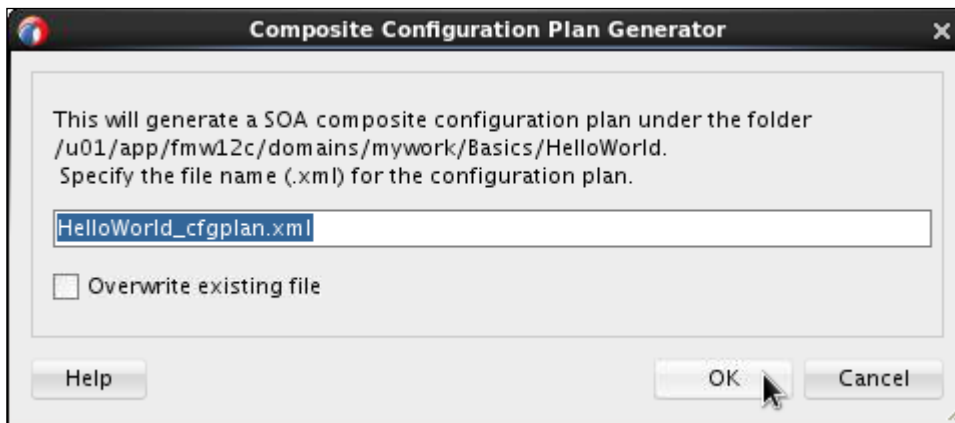 Composite Configuration Plan Generator
This will generate a SOA composite configuration plan under the folder
/u01/app/fmw12c/domains/mywork/Basics/HelloWorld.
Specify the file name (.xml) for the configuration plan.
HelloWorld_cfgplan.xml
Overwrite existing file
Help OK Cancel